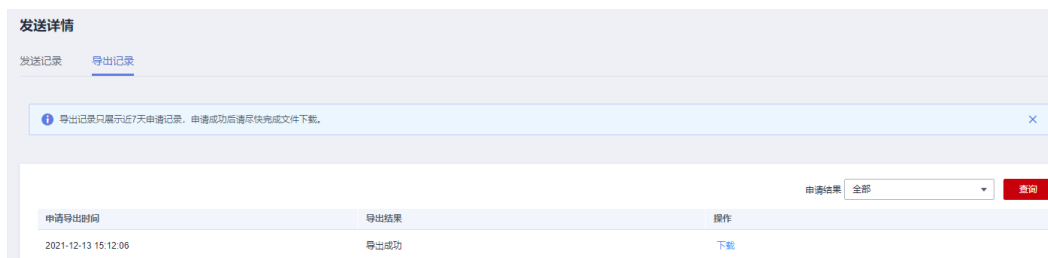 发送详情
发送记录 导出记录
导出记录只展示近7天申请记录，申请成功后请尽快完成文件下载。
申请结果 全部 查询
申请导出时间 导出结果 操作
2021-12-13 15:12:06 导出成功 下载